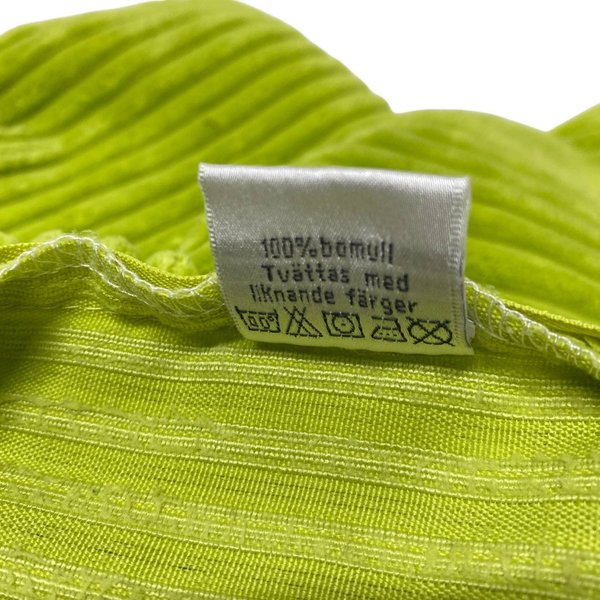 100%bomull
Tvättas med
liknande färger